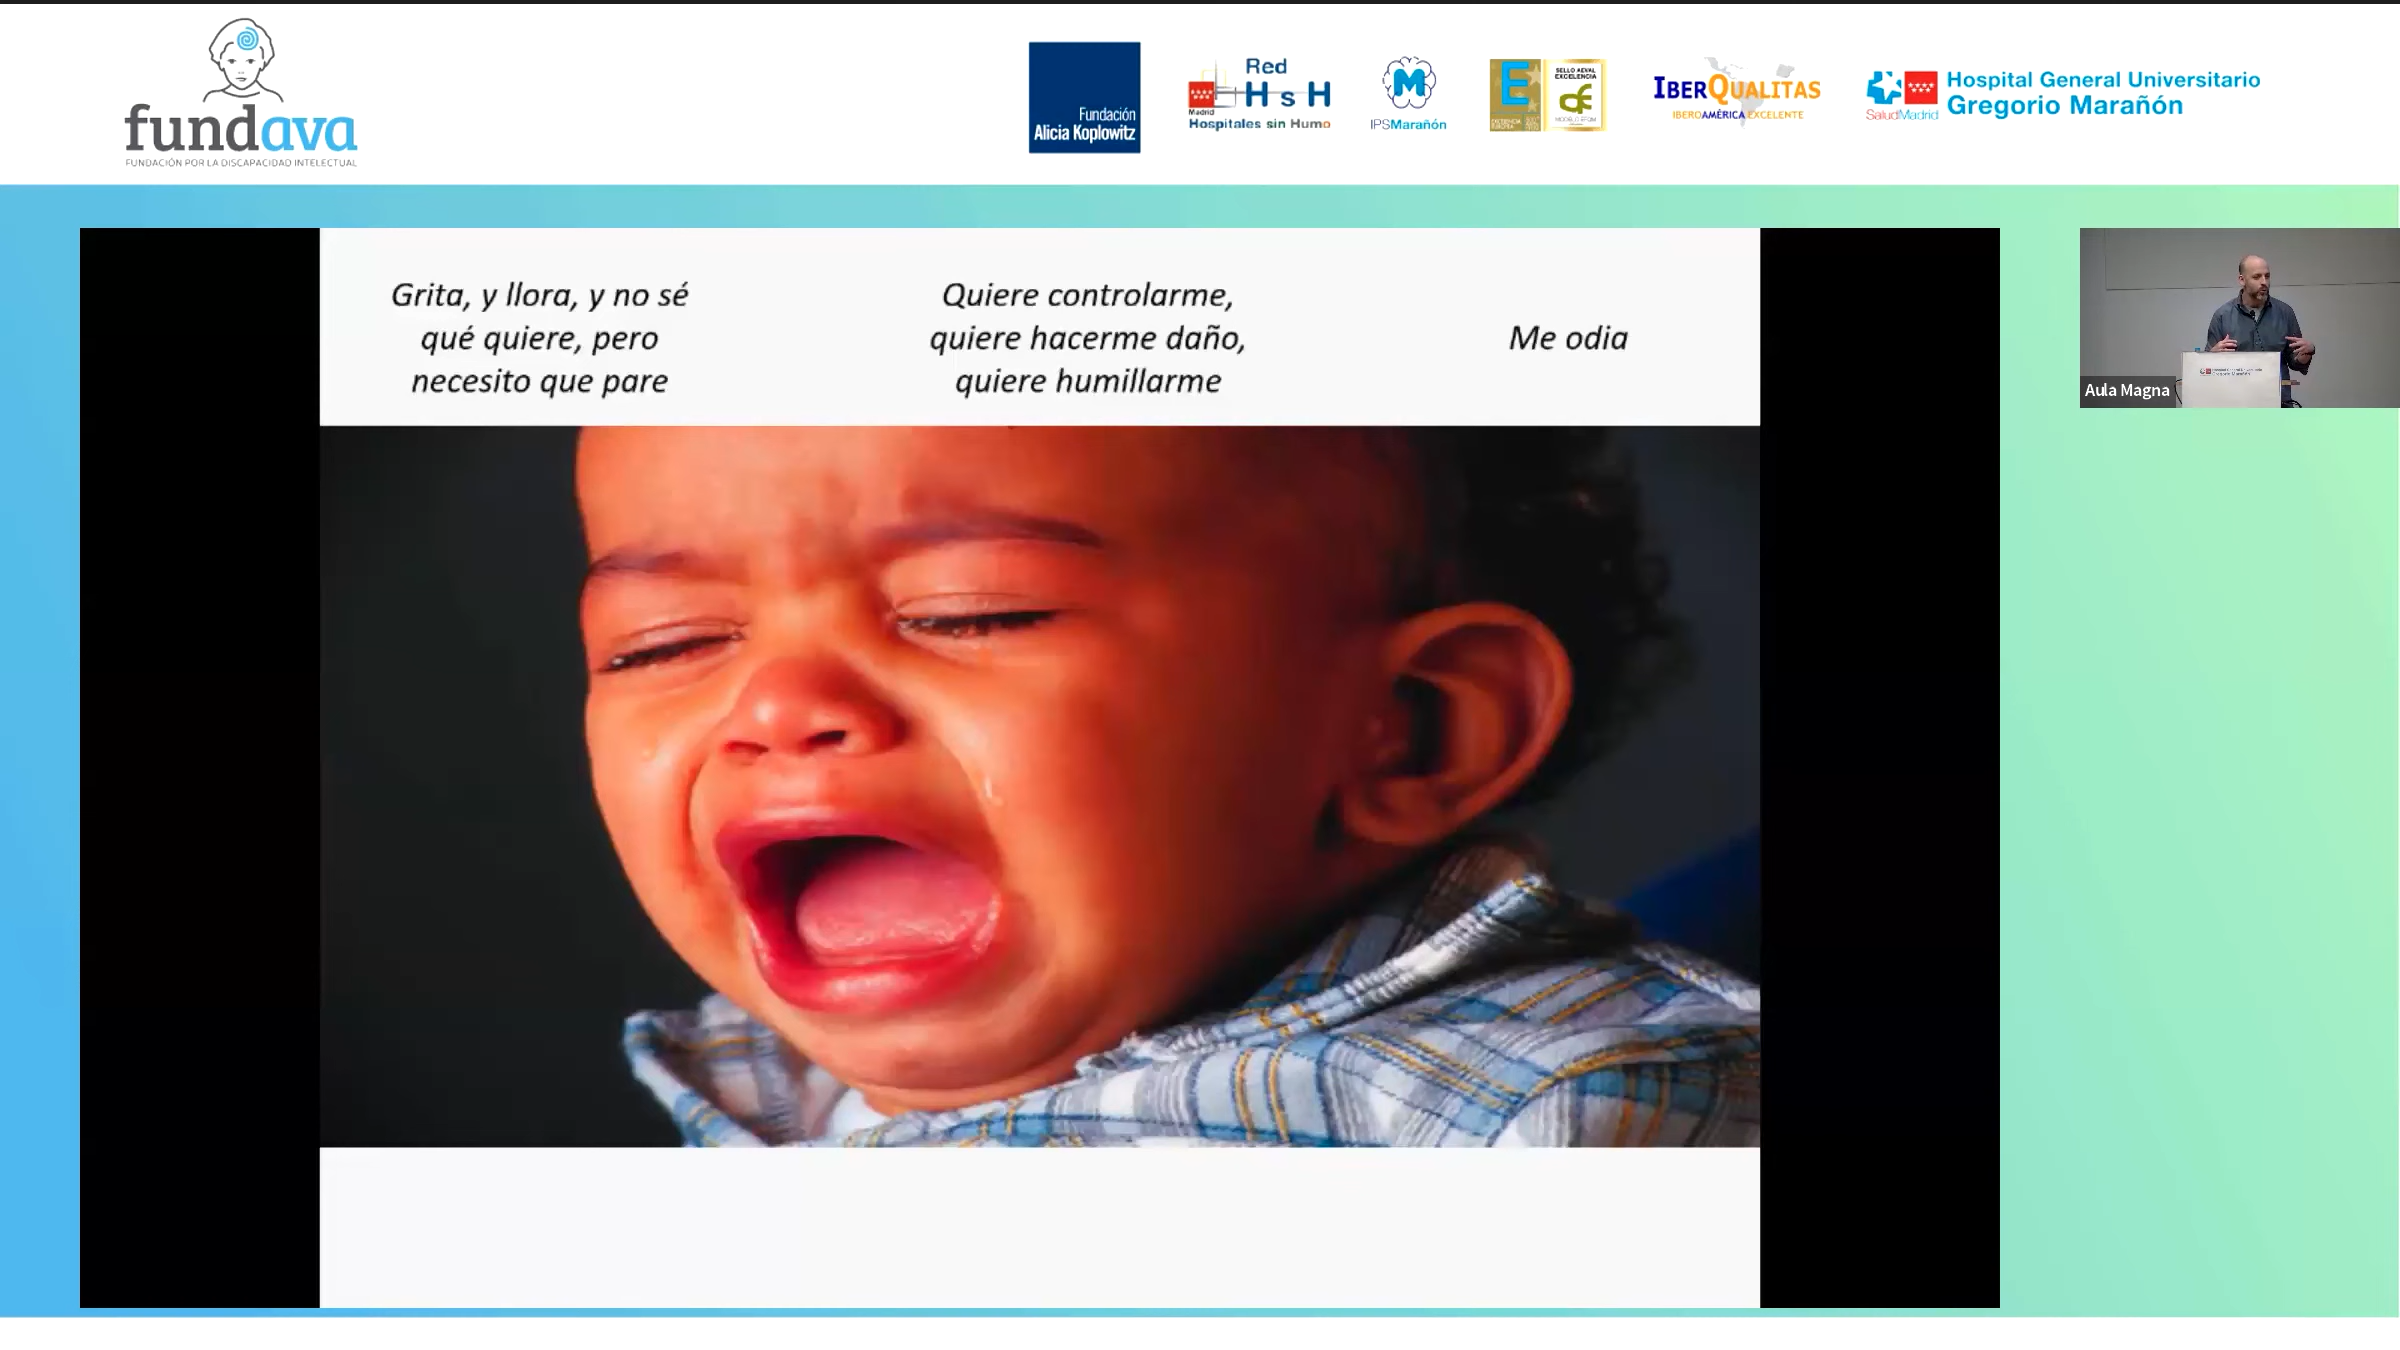 fundava
FUNDACIÓN POR LA DISCAPACIDAD INTELECTUAL
Fundación
Alicia Koplowitz
Red
H s H
Madrid
Hospitales sin Humo
M
IPSMarañón
E
SELLO AEVAL
EXCELENCIA
IBERQUALITAS
IBEROAMÉRICA EXCELENTE
SaludMadrid
Hospital General Universitario
Gregorio Marañón
Grita, y llora, y no sé
qué quiere, pero
necesito que pare
Quiere controlarme,
quiere hacerme daño,
quiere humillarme
Me odia
Aula Magna